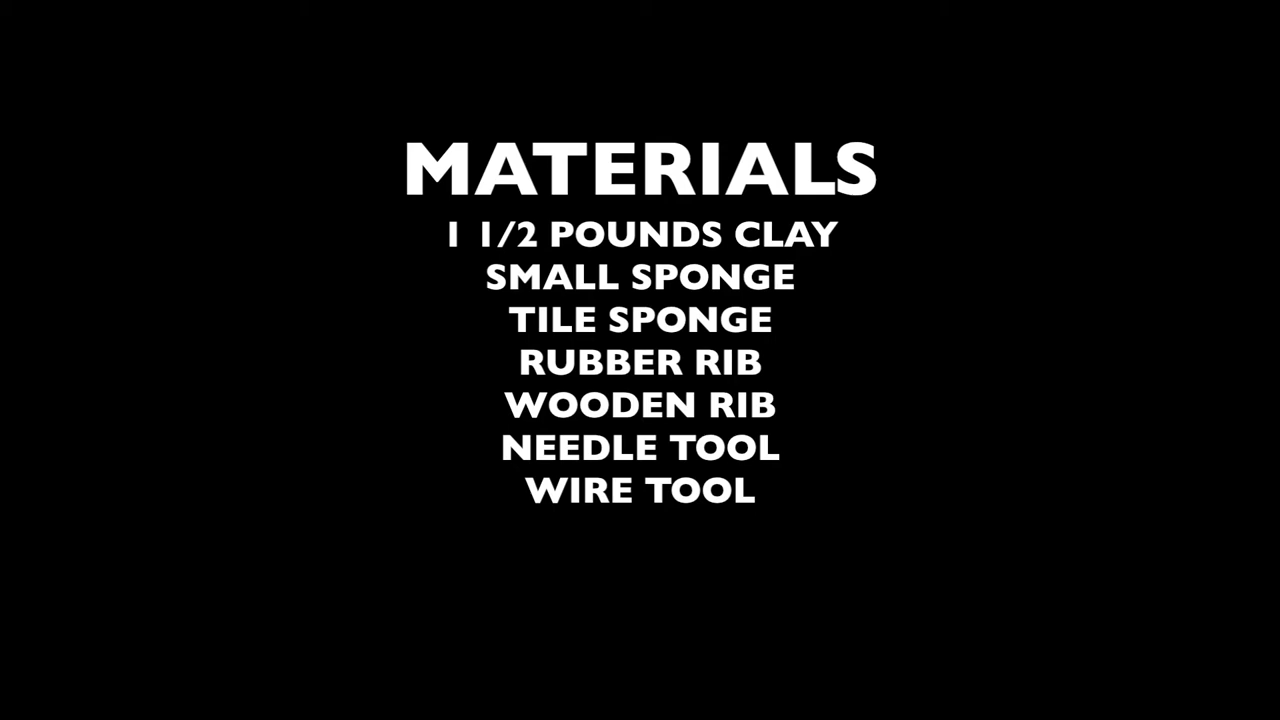 MATERIALS
1 1/2 POUNDS CLAY
SMALL SPONGE
TILE SPONGE
RUBBER RIB
WOODEN RIB
NEEDLE TOOL
WIRE TOOL